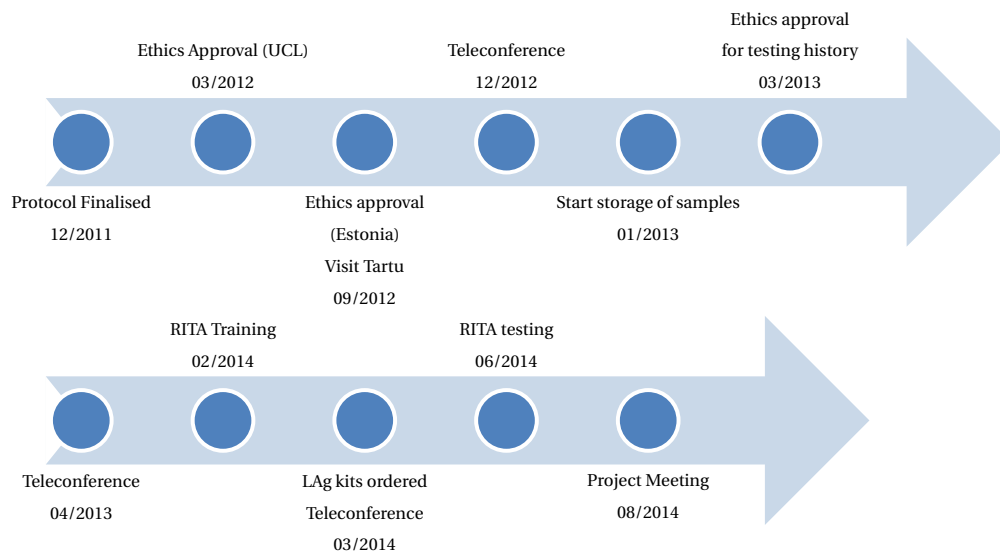 Protocol Finalised
12/2011
Ethics Approval (UCL)
03/2012
Ethics approval
(Estonia)
Visit Tartu
09/2012
Teleconference
12/2012
Start storage of samples
01/2013
Ethics approval
for testing history
03/2013
Teleconference
04/2013
RITA Training
02/2014
LAg kits ordered
Teleconference
03/2014
RITA testing
06/2014
Project Meeting
08/2014